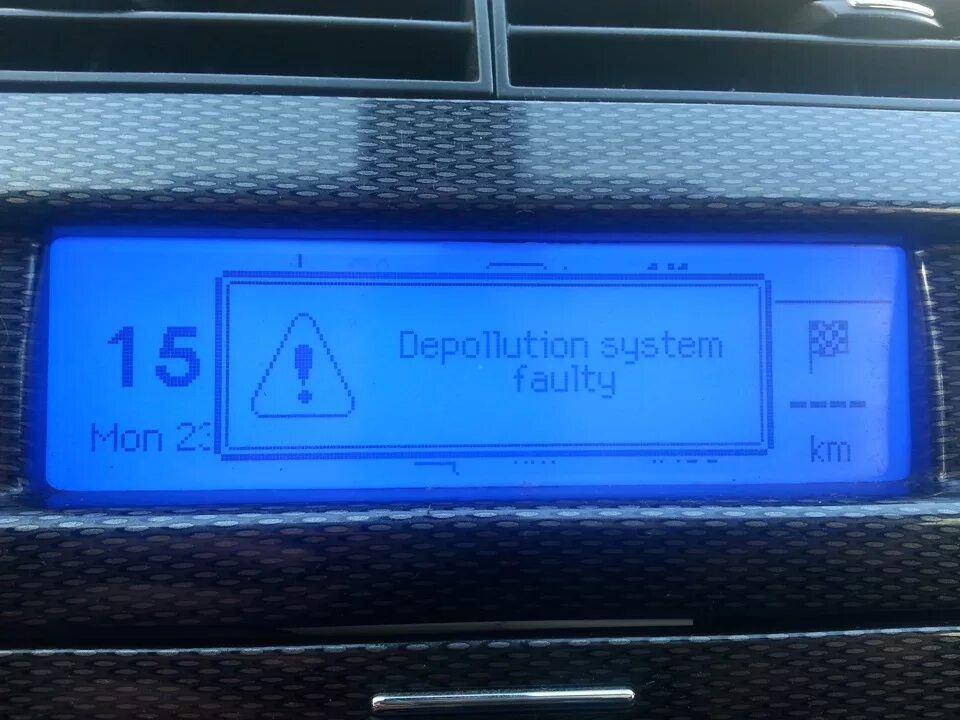 15
Depollution system
faulty
Mon 23
km